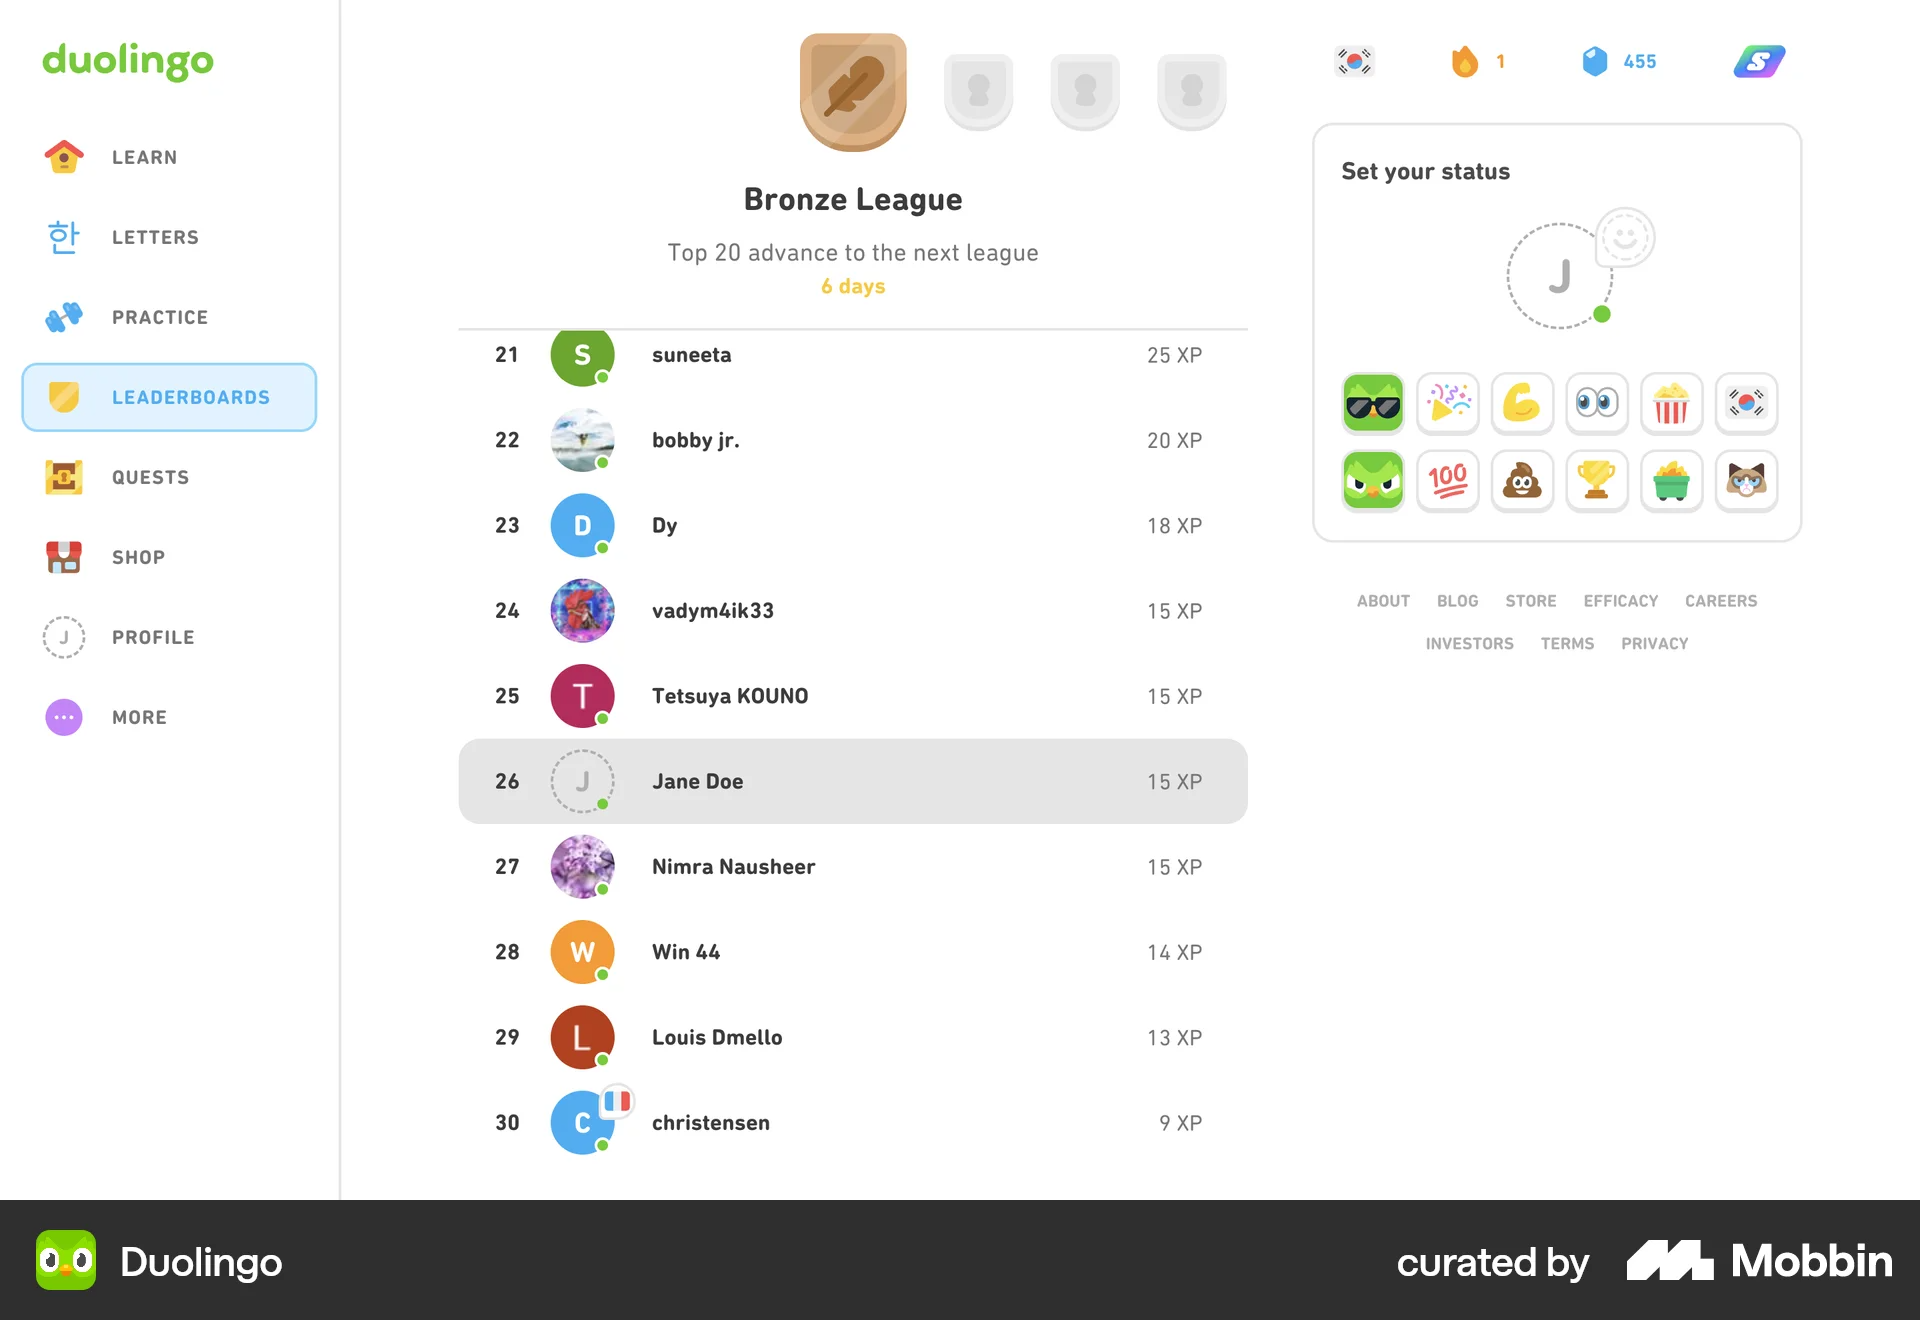 duolingo
LEARN
한 LETTERS
PRACTICE
LEADERBOARDS
QUESTS
SHOP
J PROFILE
MORE
Bronze League
Top 20 advance to the next league
6 days
21 S suneeta 25 XP
22 bobby jr. 20 XP
23 D Dy 18 XP
24 vadym4ik33 15 XP
25 T Tetsuya KOUNO 15 XP
26 J Jane Doe 15 XP
27 Nimra Nausheer 15 XP
28 W Win 44 14 XP
29 L Louis Dmello 13 XP
30 C christensen 9 XP
1 455 S
Set your status
J
100
ABOUT BLOG STORE EFFICACY CAREERS
INVESTORS TERMS PRIVACY
Duolingo
curated by Mobbin